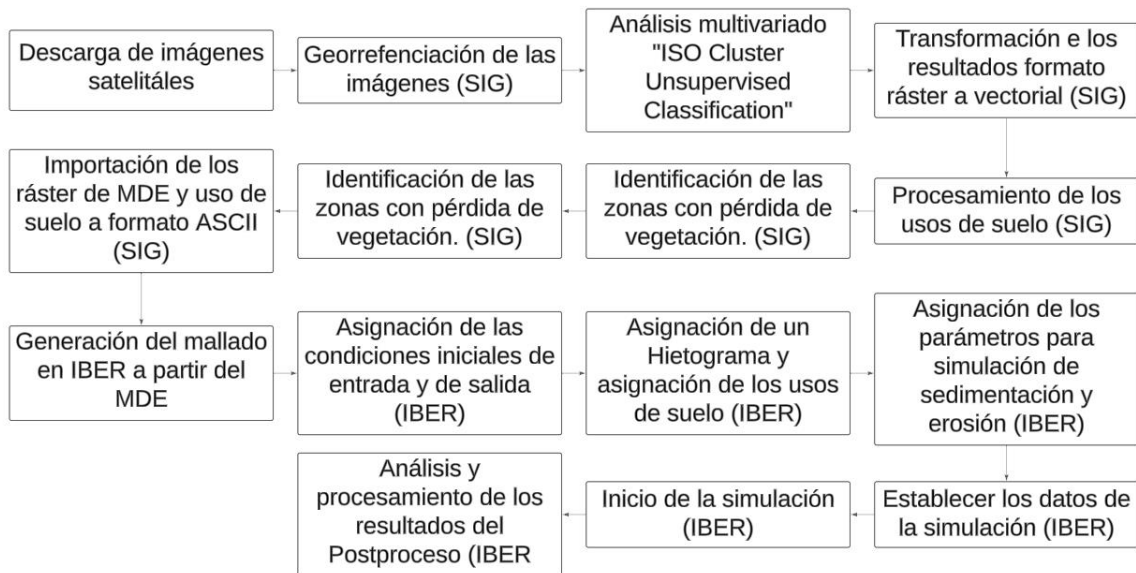 Descarga de imágenes
satelitáles
Georrefenciación de las
imágenes (SIG)
Análisis multivariado
"ISO Cluster
Unsupervised
Classification"
Transformación e los
resultados formato
ráster a vectorial (SIG)
Procesamiento de los
usos de suelo (SIG)
Identificación de las
zonas con pérdida de
vegetación. (SIG)
Identificación de las
zonas con pérdida de
vegetación. (SIG)
Importación de los
ráster de MDE y uso de
suelo a formato ASCII
(SIG)
Generación del mallado
en IBER a partir del
MDE
Asignación de las
condiciones iniciales de
entrada y de salida
(IBER)
Asignación de un
Hietograma y
asignación de los usos
de suelo (IBER)
Asignación de los
parámetros para
simulación de
sedimentación y
erosión (IBER)
Establecer los datos de
la simulación (IBER)
Inicio de la simulación
(IBER)
Análisis y
procesamiento de los
resultados del
Postproceso (IBER